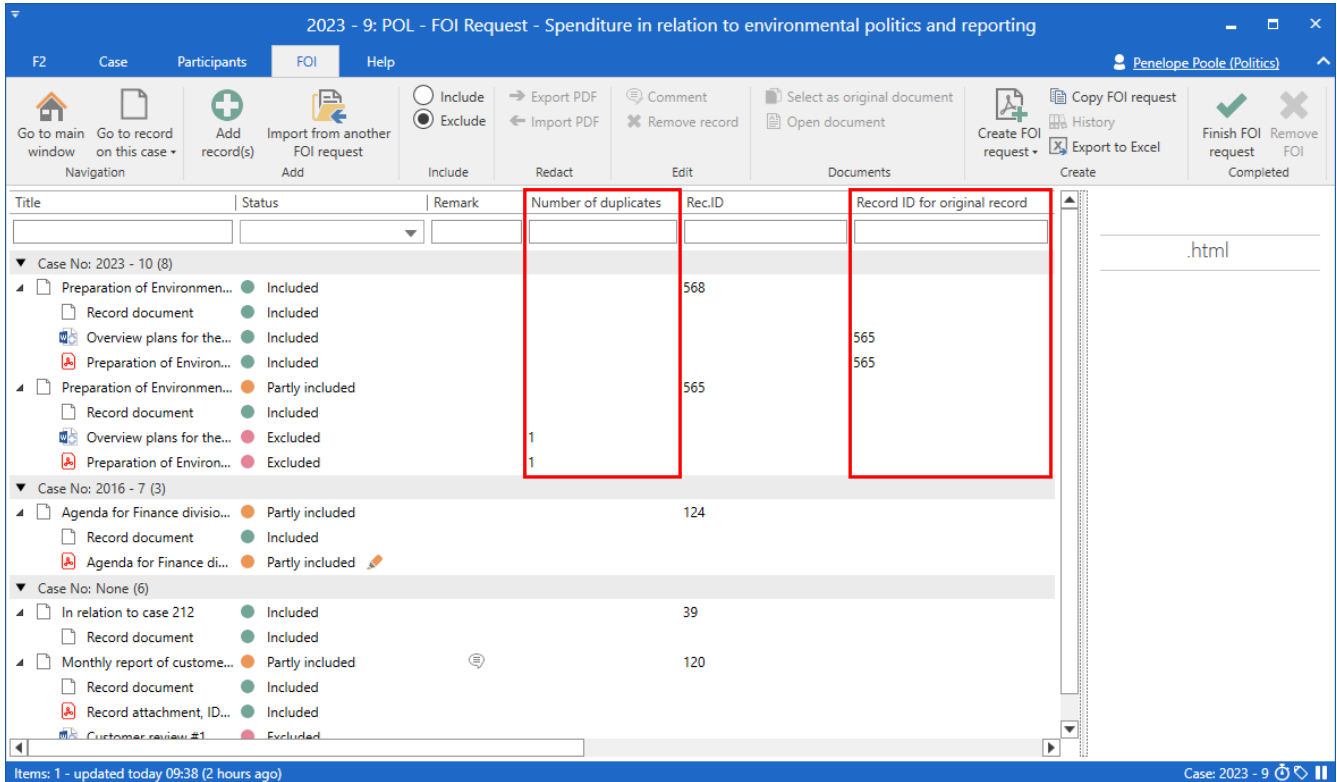 2023 - 9: POL - FOI Request - Spenditure in relation to environmental politics and reporting
F2 Case Participants FOI Help Penelope Poole (Politics)
Go to main window
Go to record on this case
Navigation
Add record(s)
Import from another FOI request
Add
Include
Exclude
Include
Export PDF
Import PDF
Redact
Comment
Remove record
Edit
Select as original document
Open document
Documents
Create FOI request
Copy FOI request
History
Export to Excel
Create
Finish FOI request
Remove FOI
Completed
Title Status Remark Number of duplicates Rec.ID Record ID for original record
.html
Case No: 2023 - 10 (8)
Preparation of Environmen... Included 568
Record document Included
Overview plans for the... Included 565
Preparation of Environ... Included 565
Preparation of Environmen... Partly included 565
Record document Included
Overview plans for the... Excluded 1
Preparation of Environ... Excluded 1
Case No: 2016 - 7 (3)
Agenda for Finance divisio... Partly included 124
Record document Included
Agenda for Finance di... Partly included
Case No: None (6)
In relation to case 212 Included 39
Record document Included
Monthly report of custome... Partly included 120
Record document Included
Record attachment, ID... Included
Customer review #1 Excluded
Items: 1 - updated today 09:38 (2 hours ago) Case: 2023 - 9